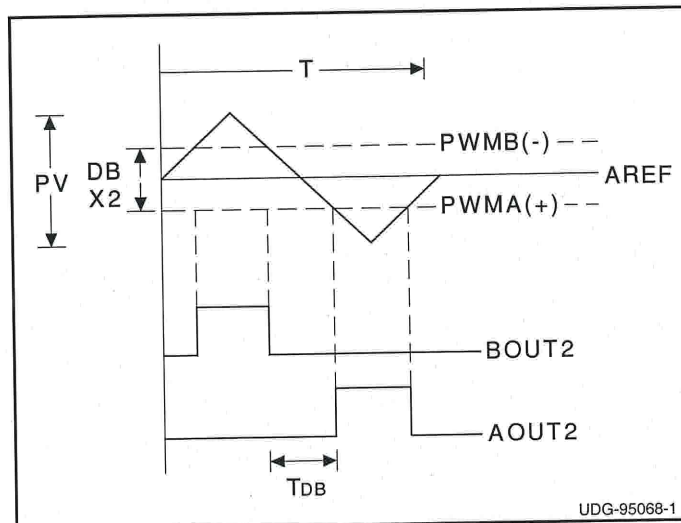 T
PWMB(-)
DB
X2
PV
AREF
PWMA(+)
BOUT2
AOUT2
TDB
UDG-95068-1